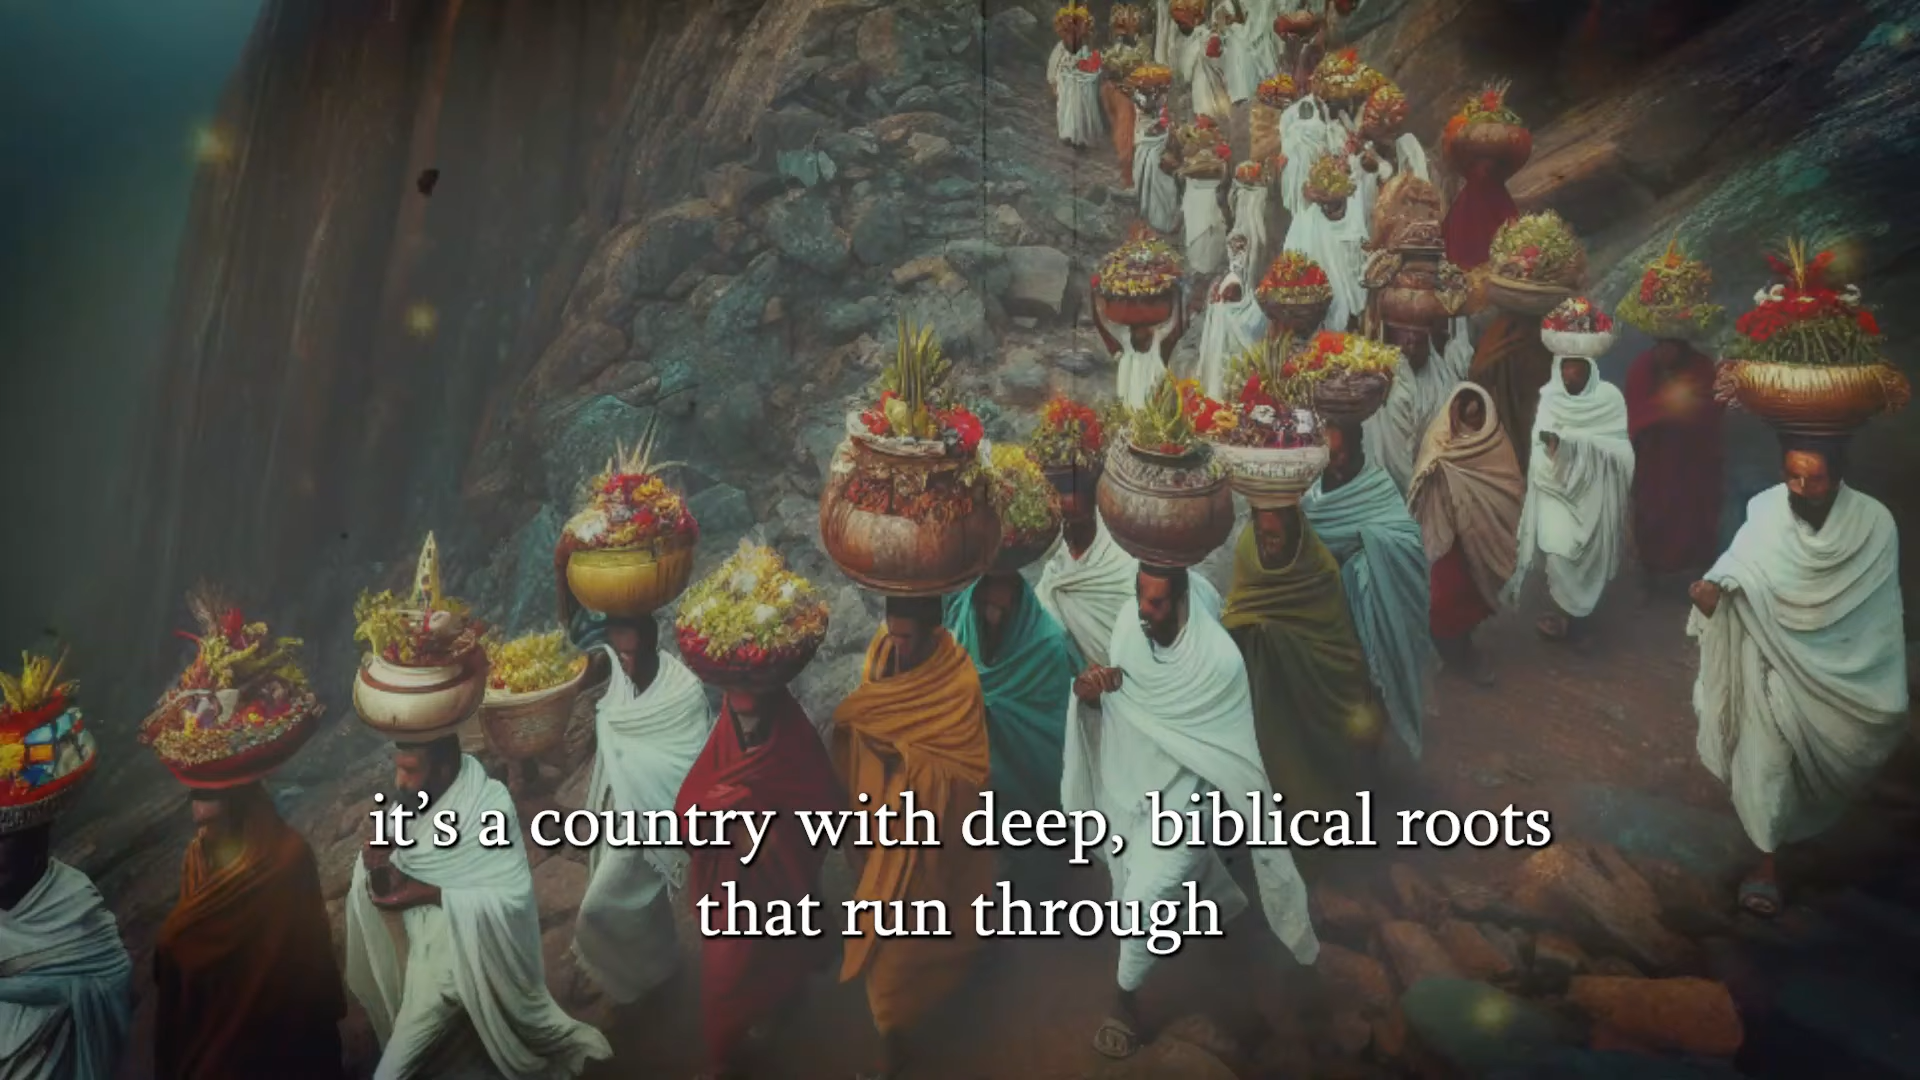 it’s a country with deep, biblical roots
that run through